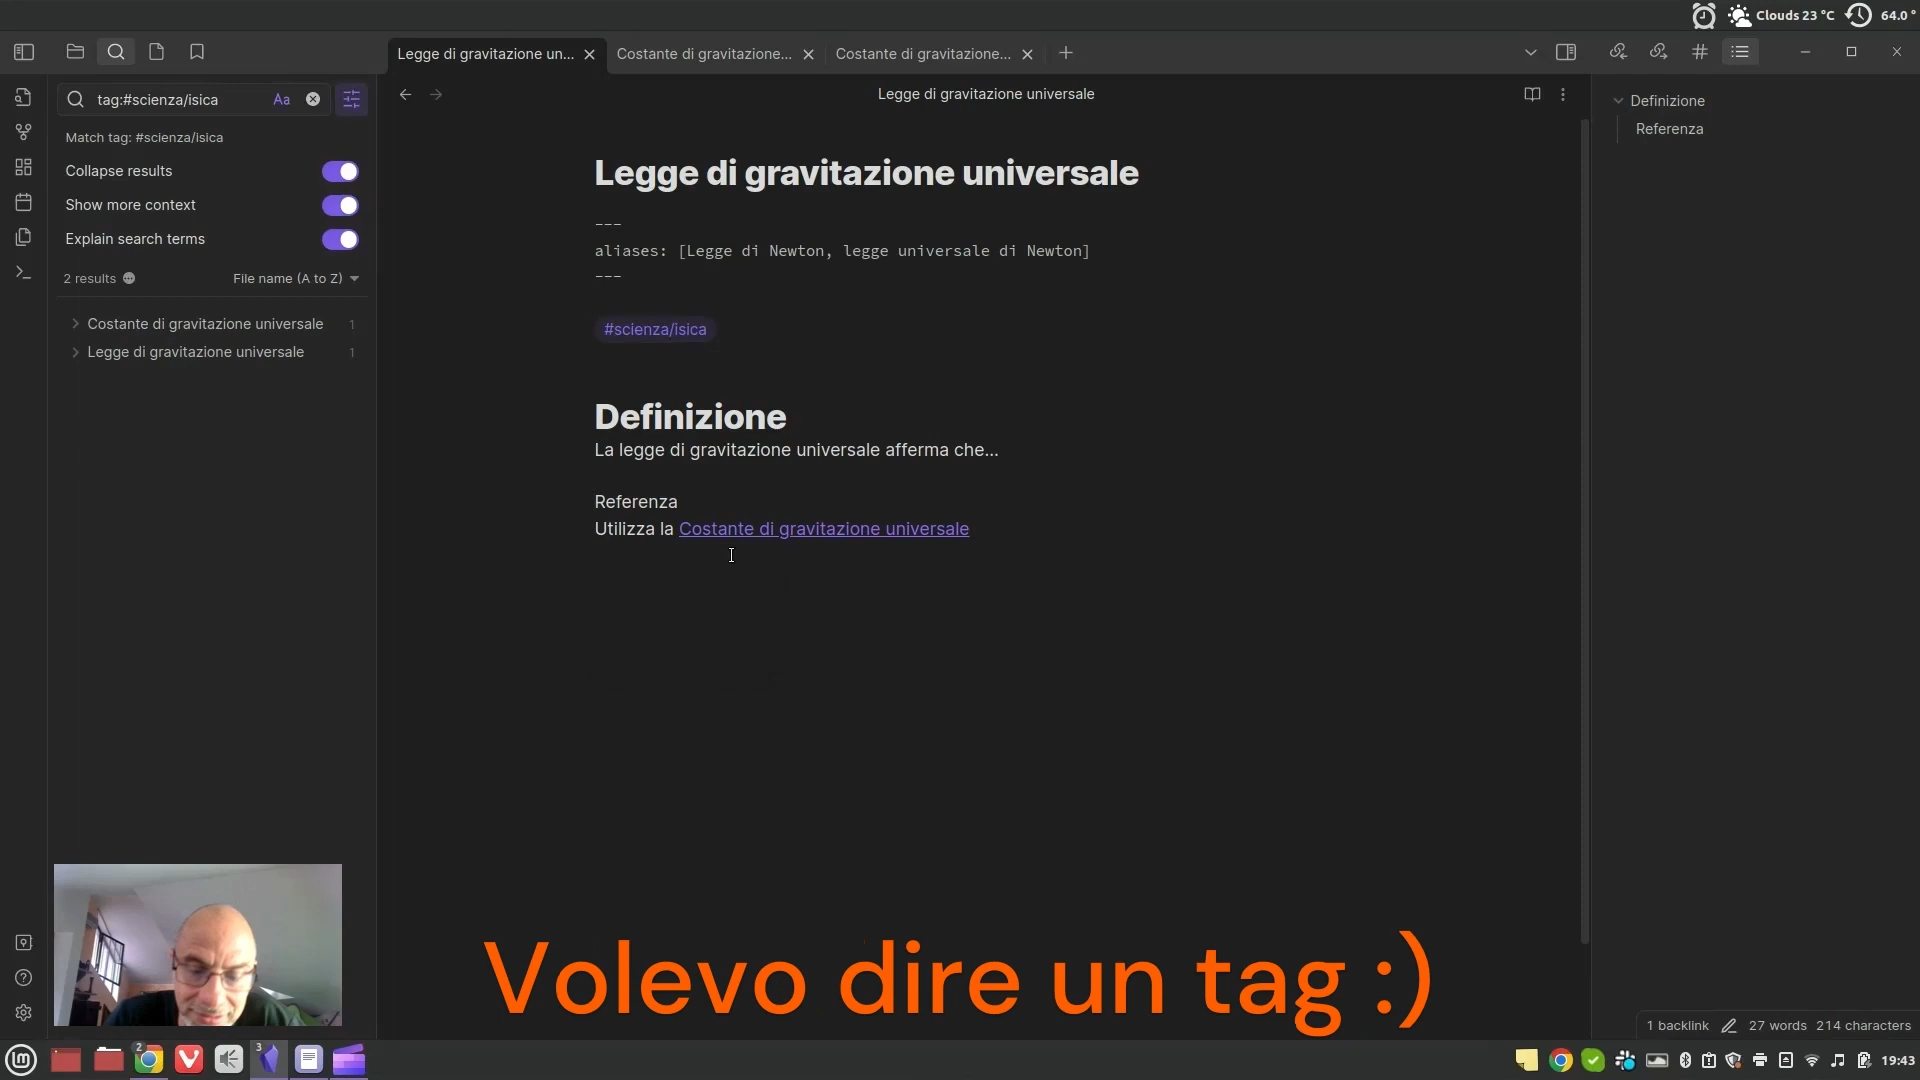 Clouds 23 °C
64.0 °
Legge di gravitazione un...
Costante di gravitazione...
Costante di gravitazione...
tag:#scienza/isica
Aa
Match tag: #scienza/isica
Collapse results
Show more context
Explain search terms
2 results
File name (A to Z)
Costante di gravitazione universale 1
Legge di gravitazione universale 1
Legge di gravitazione universale
Legge di gravitazione universale
---
aliases: [Legge di Newton, legge universale di Newton]
---
#scienza/isica
Definizione
La legge di gravitazione universale afferma che...
Referenza
Utilizza la Costante di gravitazione universale
Definizione
Referenza
Volevo dire un tag :)
1 backlink
27 words
214 characters
2
3
19:43